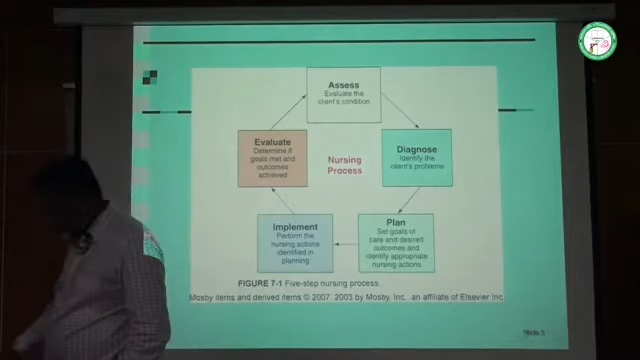 Assess
Evaluate the
client's condition
Evaluate
Determine if
goals met and
outcomes
achieved
Nursing
Process
Diagnose
Identify the
client's problems
Implement
Perform the
nursing actions
identified in
planning
Plan
Set goals of
care and desired
outcomes and
identify appropriate
nursing actions
FIGURE 7-1 Five-step nursing process
Mosby items and derived items © 2007, 2003 by Mosby, Inc., an affiliate of Elsevier Inc.
Slide 5